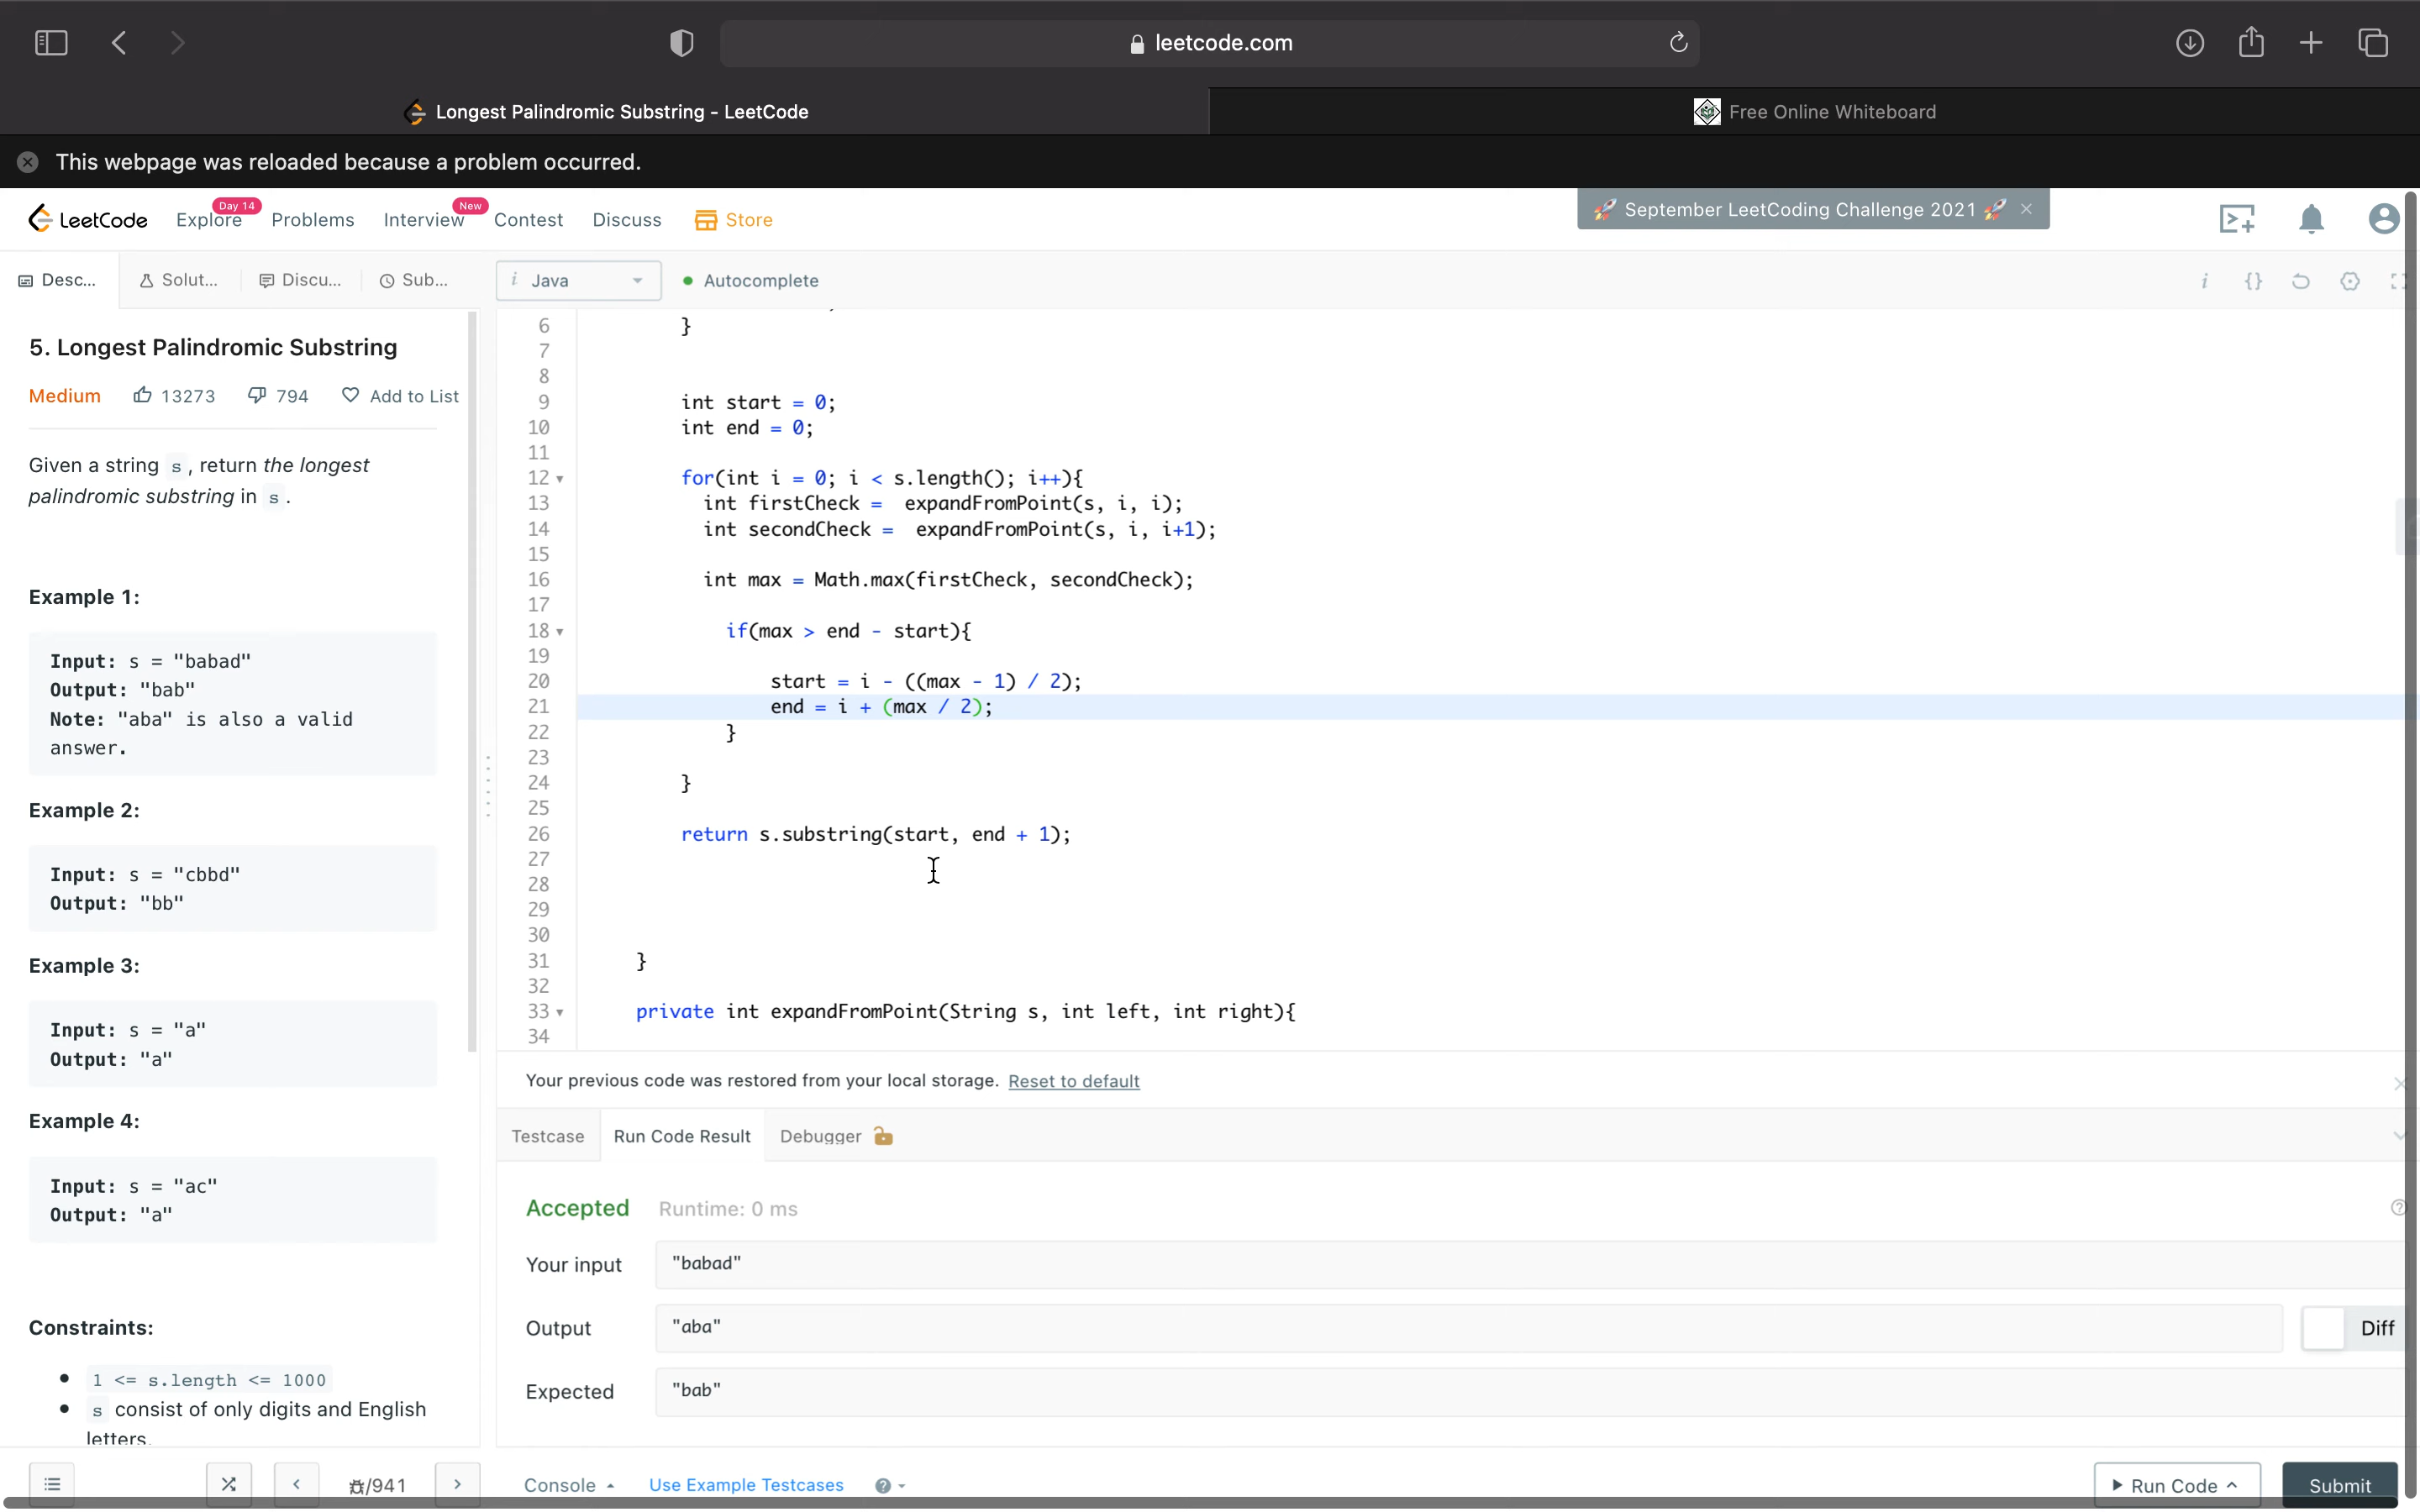 leetcode.com
Longest Palindromic Substring - LeetCode
Free Online Whiteboard
This webpage was reloaded because a problem occurred.
LeetCode
Explore
Day 14
Problems
Interview
New
Contest
Discuss
Store
September LeetCoding Challenge 2021
Desc...
Solut...
Discu...
Sub...
i Java
Autocomplete
5. Longest Palindromic Substring
Medium
13273
794
Add to List
Given a string s , return the longest
palindromic substring in s .
Example 1:
Input: s = "babad"
Output: "bab"
Note: "aba" is also a valid
answer.
Example 2:
Input: s = "cbbd"
Output: "bb"
Example 3:
Input: s = "a"
Output: "a"
Example 4:
Input: s = "ac"
Output: "a"
Constraints:
1 <= s.length <= 1000
s consist of only digits and English
letters.
/941
6 }
7
8
9 int start = 0;
10 int end = 0;
11
12 for(int i = 0; i < s.length(); i++){
13 int firstCheck = expandFromPoint(s, i, i);
14 int secondCheck = expandFromPoint(s, i, i+1);
15
16 int max = Math.max(firstCheck, secondCheck);
17
18 if(max > end - start){
19
20 start = i - ((max - 1) / 2);
21 end = i + (max / 2);
22 }
23
24 }
25
26 return s.substring(start, end + 1);
27
28
29
30
31 }
32
33 private int expandFromPoint(String s, int left, int right){
34
Your previous code was restored from your local storage. Reset to default
Testcase
Run Code Result
Debugger
Accepted
Runtime: 0 ms
Your input
"babad"
Output
"aba"
Diff
Expected
"bab"
Console
Use Example Testcases
Run Code
Submit